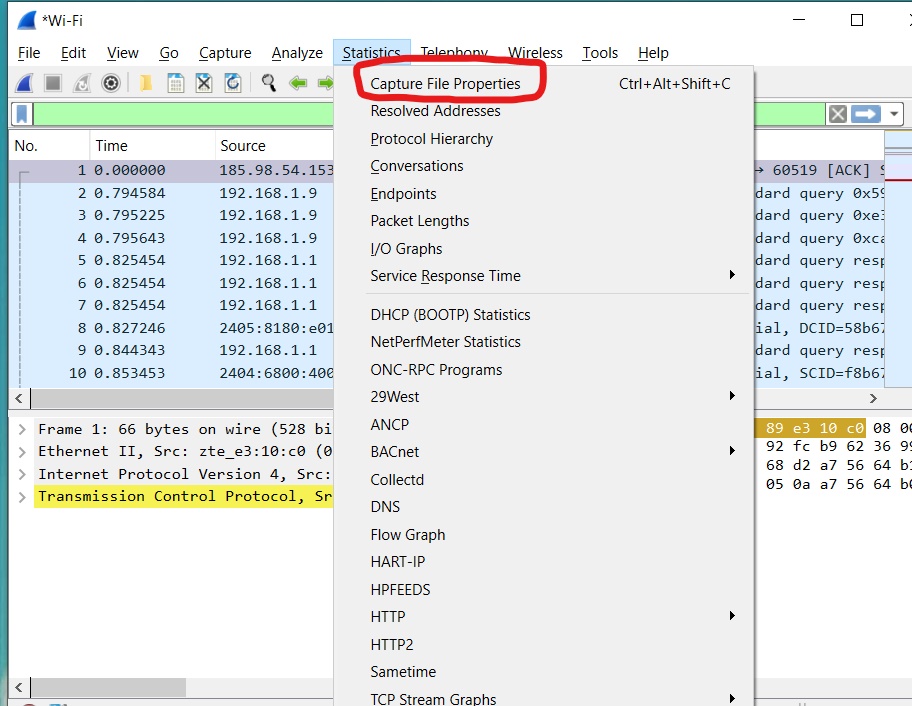 *Wi-Fi
File Edit View Go Capture Analyze Statistics Telephony Wireless Tools Help
Capture File Properties Ctrl+Alt+Shift+C
Resolved Addresses
Protocol Hierarchy
Conversations
Endpoints
Packet Lengths
I/O Graphs
Service Response Time
DHCP (BOOTP) Statistics
NetPerfMeter Statistics
ONC-RPC Programs
29West
ANCP
BACnet
Collectd
DNS
Flow Graph
HART-IP
HPFEEDS
HTTP
HTTP2
Sametime
TCP Stream Graphs
No. Time Source
1 0.000000 185.98.54.153 → 60519 [ACK] S
2 0.794584 192.168.1.9 dard query 0x59
3 0.795225 192.168.1.9 dard query 0xe3
4 0.795643 192.168.1.9 dard query 0xca
5 0.825454 192.168.1.1 dard query resp
6 0.825454 192.168.1.1 dard query resp
7 0.825454 192.168.1.1 dard query resp
8 0.827246 2405:8180:e01 ial, DCID=58b67
9 0.844343 192.168.1.1 dard query resp
10 0.853453 2404:6800:400 ial, SCID=f8b67
Frame 1: 66 bytes on wire (528 bi
Ethernet II, Src: zte_e3:10:c0 (0
Internet Protocol Version 4, Src:
Transmission Control Protocol, Sr
89 e3 10 c0 08 00
92 fc b9 62 36 99
68 d2 a7 56 64 b1
05 0a a7 56 64 b0